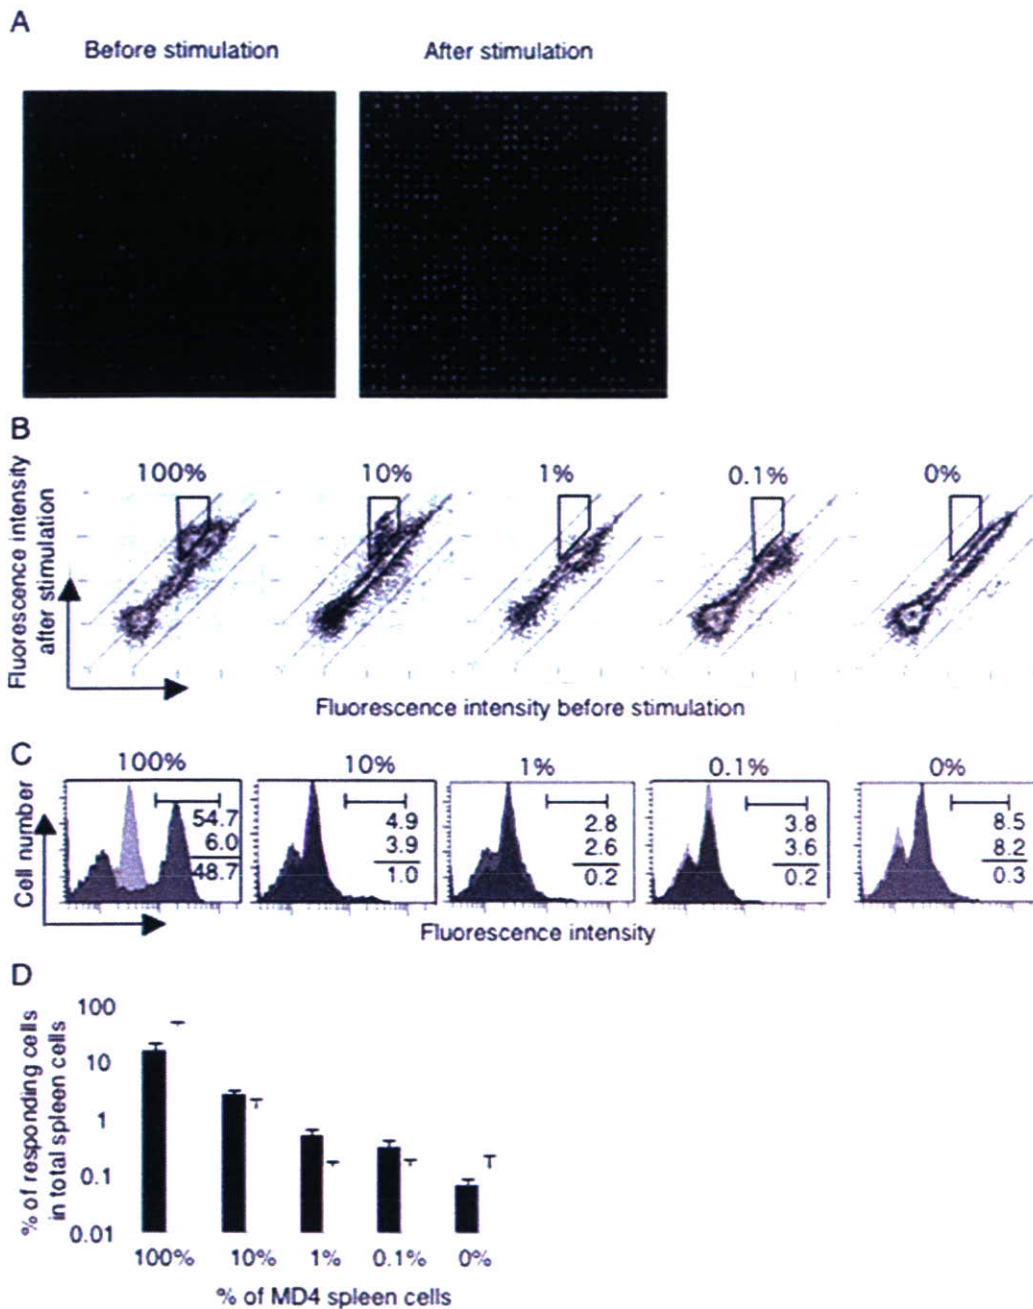 A
Before stimulation After stimulation
B
Fluorescence intensity
after stimulation
100% 10% 1% 0.1% 0%
Fluorescence intensity before stimulation
C
Cell number
100% 10% 1% 0.1% 0%
54.7 4.9 2.8 3.8 8.5
6.0 3.9 2.6 3.6 8.2
48.7 1.0 0.2 0.2 0.3
Fluorescence intensity
D
% of responding cells
in total spleen cells
100
10
1
0.1
0.01
100% 10% 1% 0.1% 0%
% of MD4 spleen cells